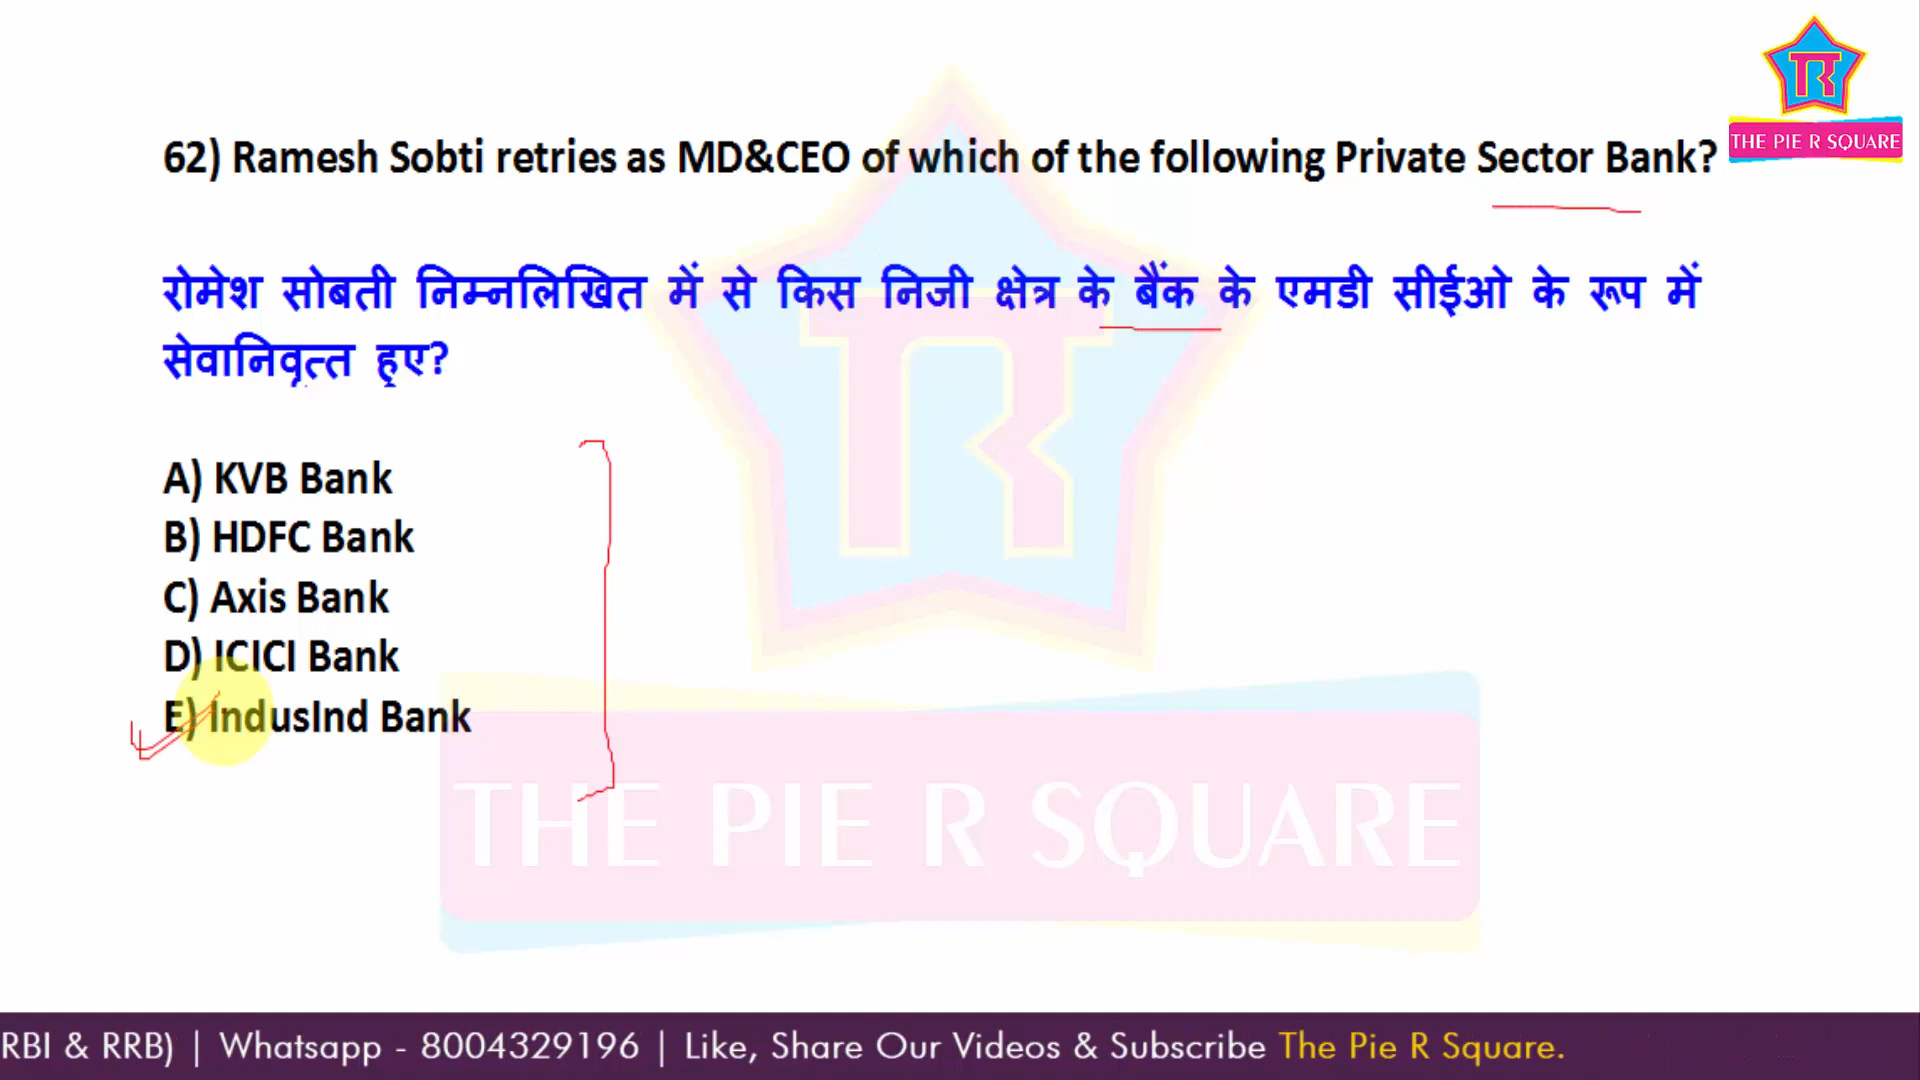 62) Ramesh Sobti retries as MD&CEO of which of the following Private Sector Bank?
THE PIE R SQUARE
रोमेश सोबती निम्नलिखित में से किस निजी क्षेत्र के बैंक के एमडी सीईओ के रूप में
सेवानिवृत्त हुए?
A) KVB Bank
B) HDFC Bank
C) Axis Bank
D) ICICI Bank
E) IndusInd Bank
THE PIE R SQUARE
RBI & RRB) | Whatsapp - 8004329196 | Like, Share Our Videos & Subscribe The Pie R Square.